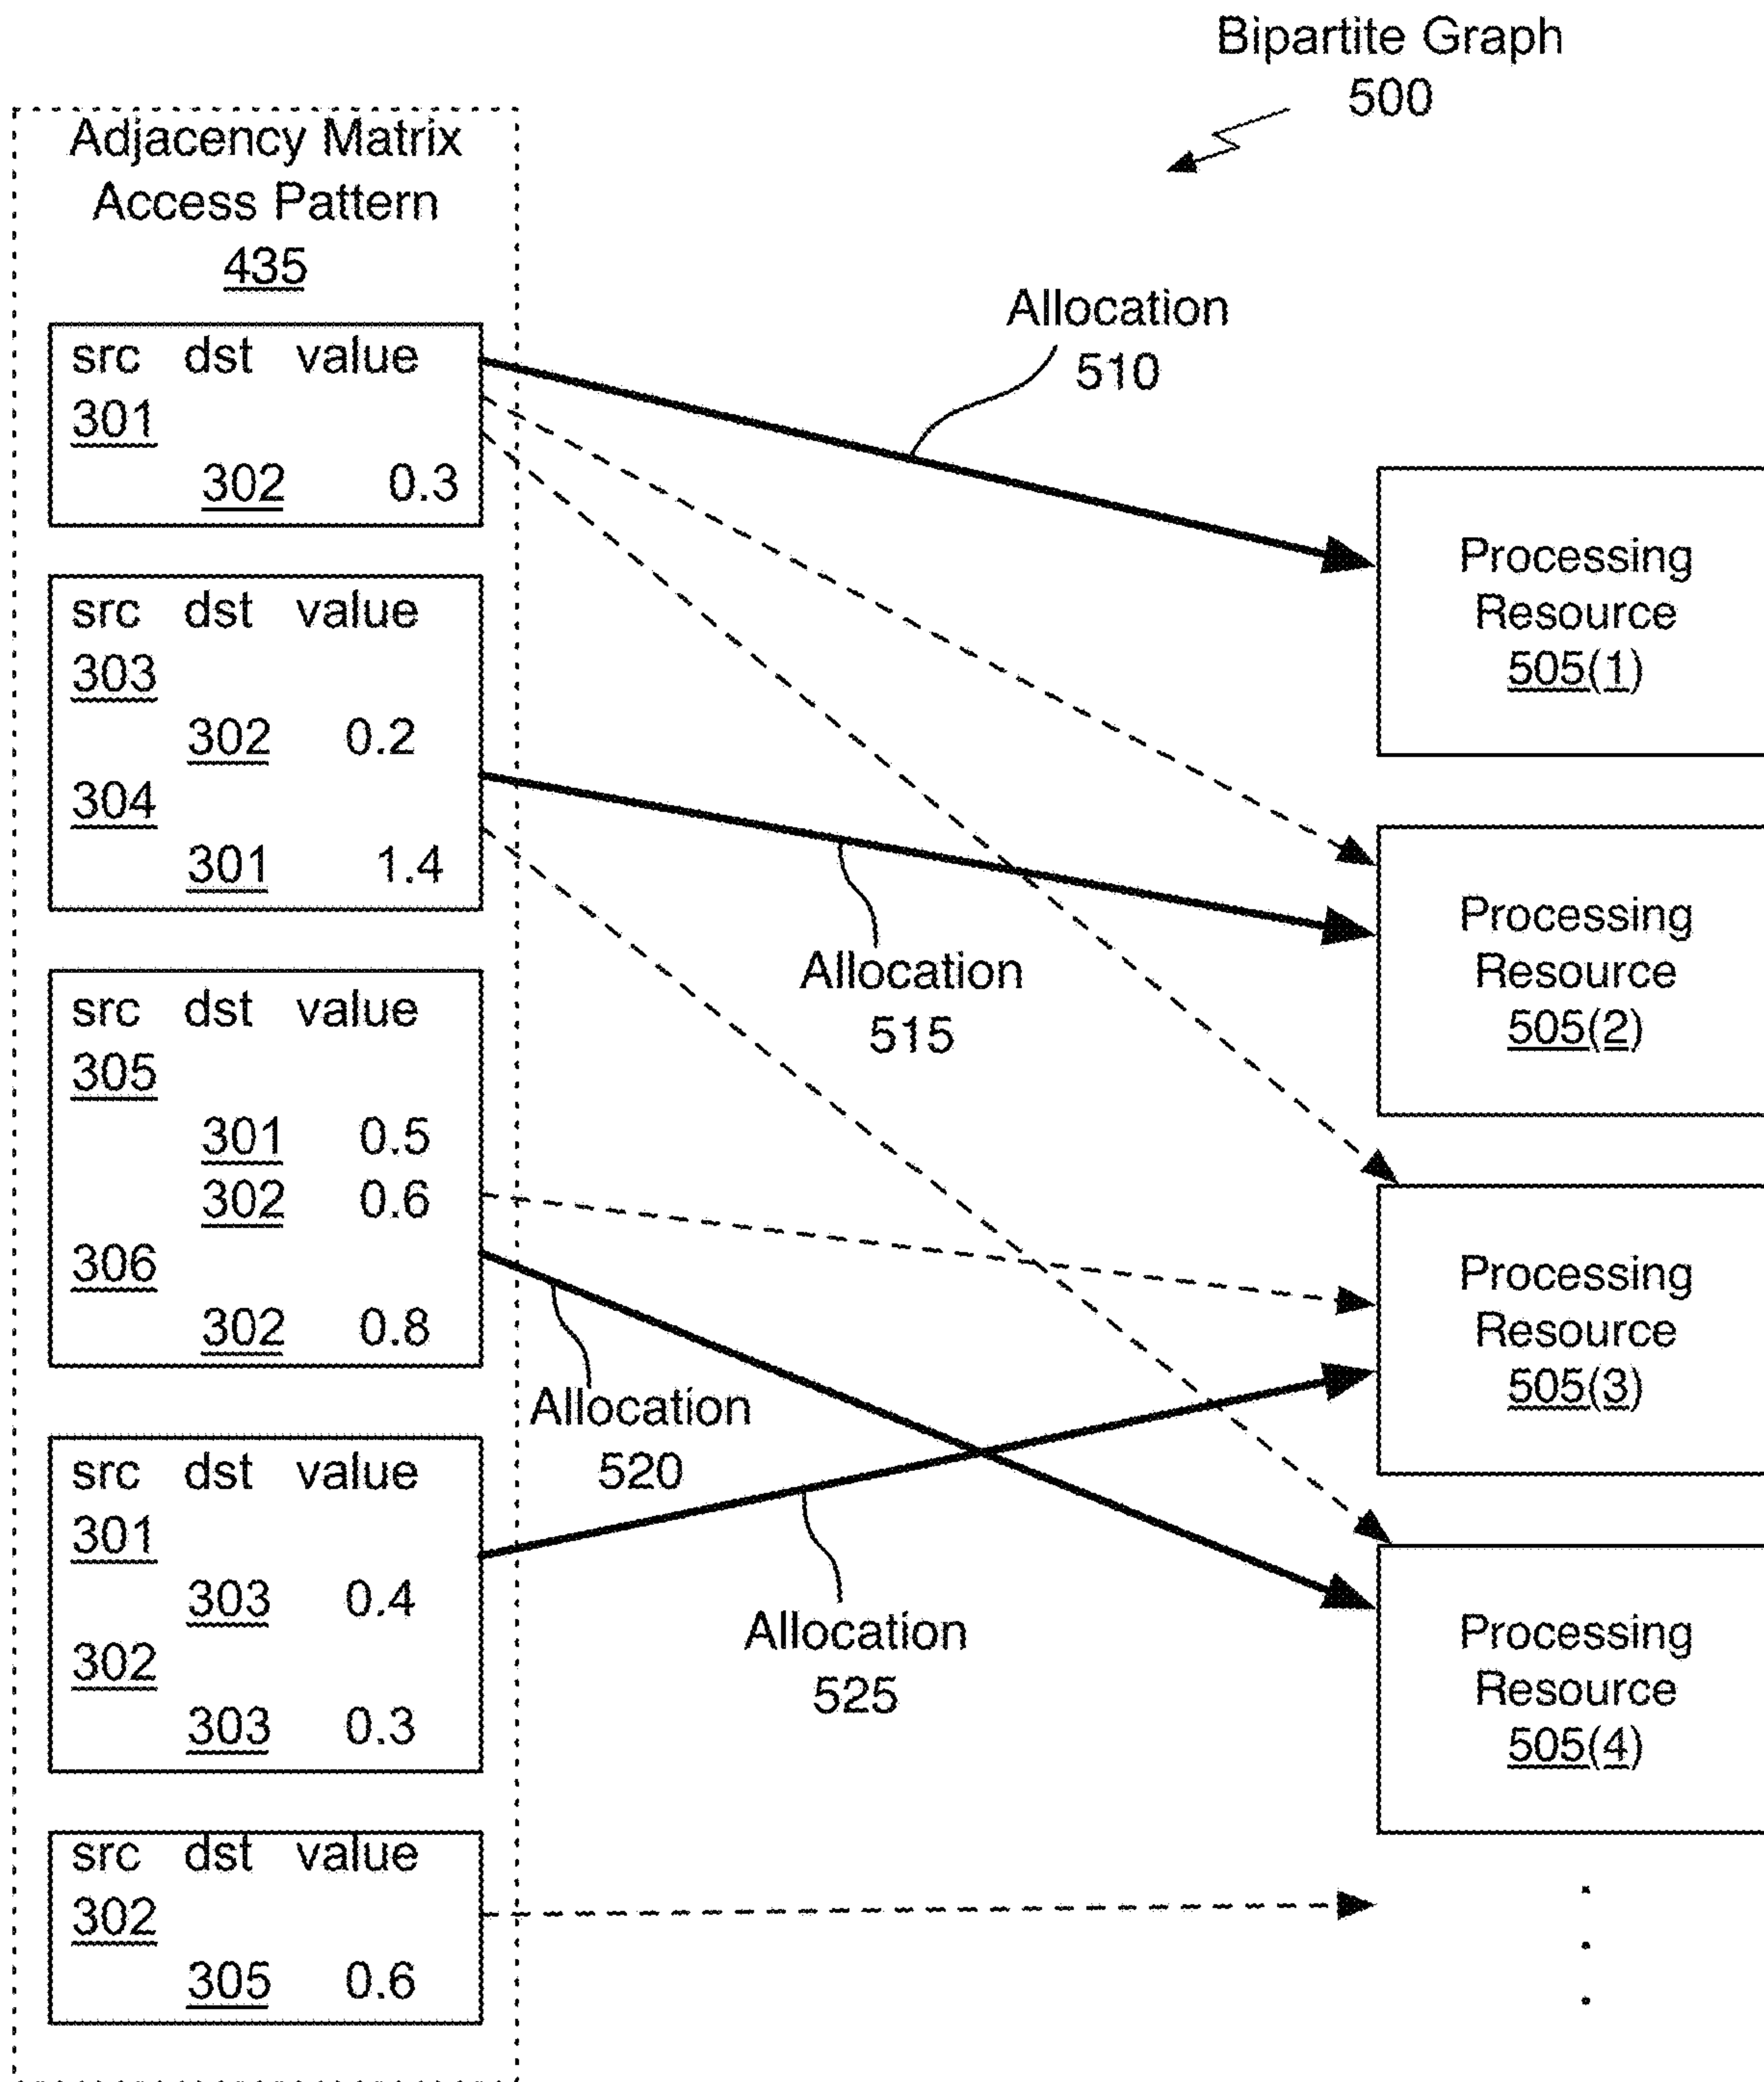 Bipartite Graph
500
Adjacency Matrix
Access Pattern
435
src dst value
301
302 0.3
src dst value
303
302 0.2
304
301 1.4
src dst value
305
301 0.5
302 0.6
306
302 0.8
src dst value
301
303 0.4
302
303 0.3
src dst value
302
305 0.6
Allocation
510
Allocation
515
Allocation
520
Allocation
525
Processing
Resource
505(1)
Processing
Resource
505(2)
Processing
Resource
505(3)
Processing
Resource
505(4)